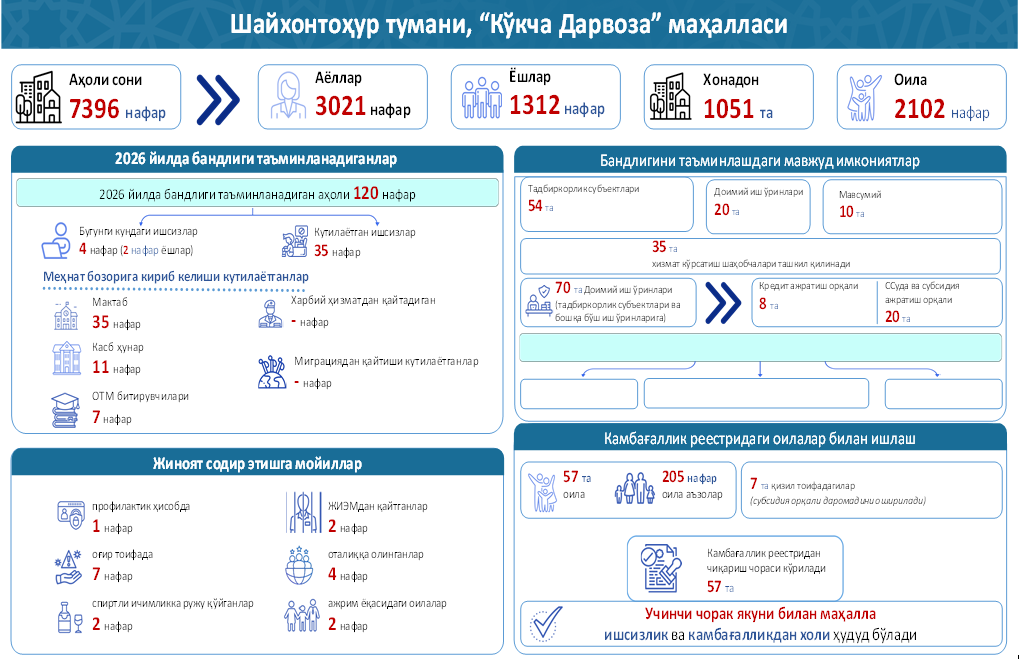 Шайхонтоҳур тумани, “Кўкча Дарвоза” маҳалласи
Аҳоли сони
7396 нафар
Аёллар
3021 нафар
Ёшлар
1312 нафар
Хонадон
1051 та
Оила
2102 нафар
2026 йилда бандлиги таъминланадиганлар
2026 йилда бандлиги таъминланадиган аҳоли 120 нафар
Бугунги кундаги ишсизлар
4 нафар (2 нафар ёшлар)
Кутилаётган ишсизлар
35 нафар
Меҳнат бозорига кириб келиши кутилаётганлар
Мактаб
35 нафар
Харбий ҳизматдан қайтадиган
- нафар
Касб ҳунар
11 нафар
Миграциядан қайтиши кутилаётганлар
- нафар
ОТМ битирувчилари
7 нафар
Бандлигини таъминлашдаги мавжуд имкониятлар
Тадбиркорлик субъектлари
54 та
Доимий иш ўринлари
20 та
Мавсумий
10 та
35 та
хизмат кўрсатиш шаҳобчалари ташкил қилинади
70 та Доимий иш ўринлари
(тадбиркорлик субъектлари ва
бошқа бўш иш ўринларига)
Кредит ажратиш орқали
8 та
ССуда ва субсидия
ажратиш орқали
20 та
Жиноят содир этишга мойиллар
профилактик ҳисобда
1 нафар
ЖИЭМдан қайтганлар
2 нафар
оғир тоифада
7 нафар
оталиққа олинганлар
4 нафар
спиртли ичимликка ружу қўйганлар
2 нафар
ажрим ёқасидаги оилалар
2 нафар
Камбағаллик реестридаги оилалар билан ишлаш
57 та
оила
205 нафар
оила аъзолар
7 та қизил тоифадагилар
(субсидия орқали даромадини оширилади)
Камбағаллик реестридан
чиқариш чораси кўрилади
57 та
Учинчи чорак якуни билан маҳалла
ишсизлик ва камбағалликдан холи ҳудуд бўлади